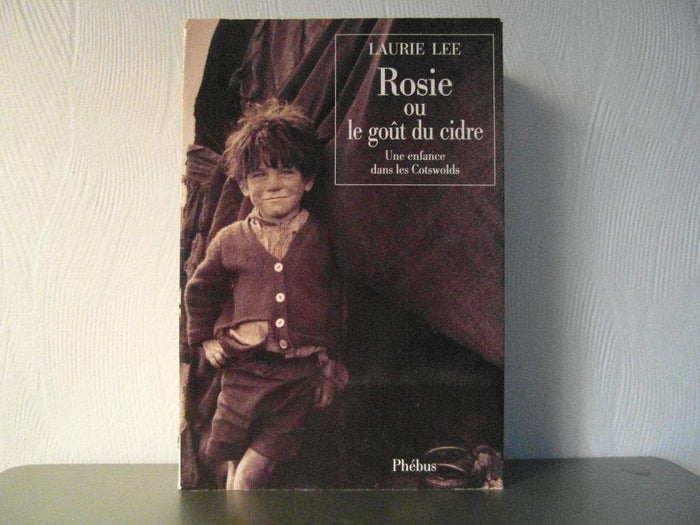 LAURIE LEE
Rosie
ou
le goût du cidre
Une enfance
dans les Cotswolds
Phébus